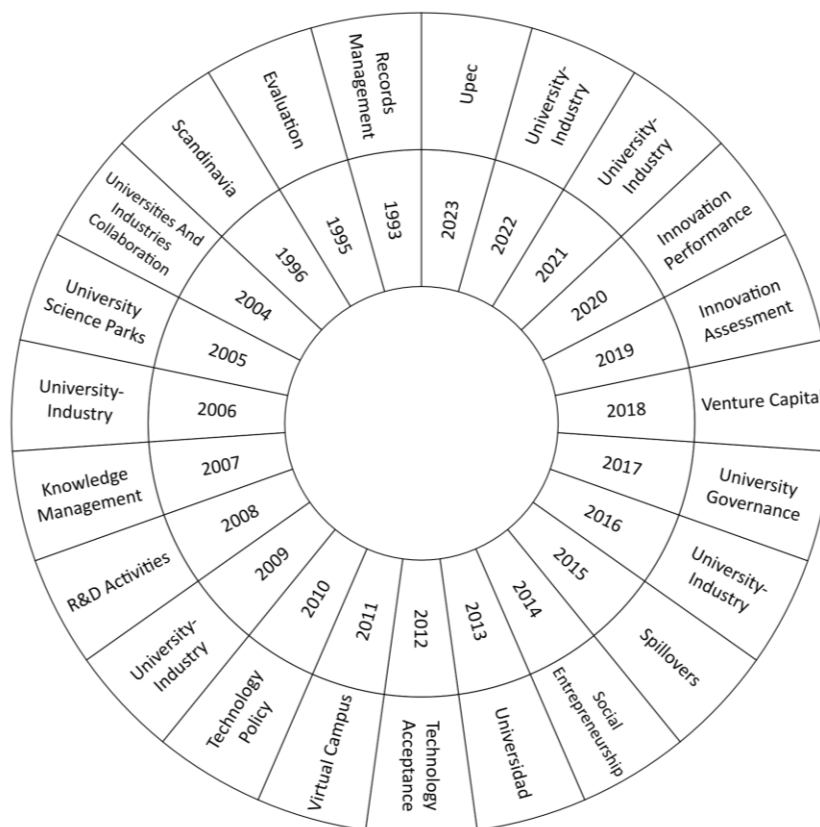 Upec
2023
University-
Industry
2022
University-
Industry
2021
Innovation
Performance
2020
Innovation
Assessment
2019
Venture Capital
2018
University
Governance
2017
University-
Industry
2016
Spillovers
2015
Social
Entrepreneurship
2014
Universidad
2013
Technology
Acceptance
2012
Virtual Campus
2011
Technology
Policy
2010
University-
Industry
2009
R&D Activities
2008
Knowledge
Management
2007
University-
Industry
2006
University
Science Parks
2005
Universities And
Industries
Collaboration
2004
Scandinavia
1996
Evaluation
1995
Records
Management
1993